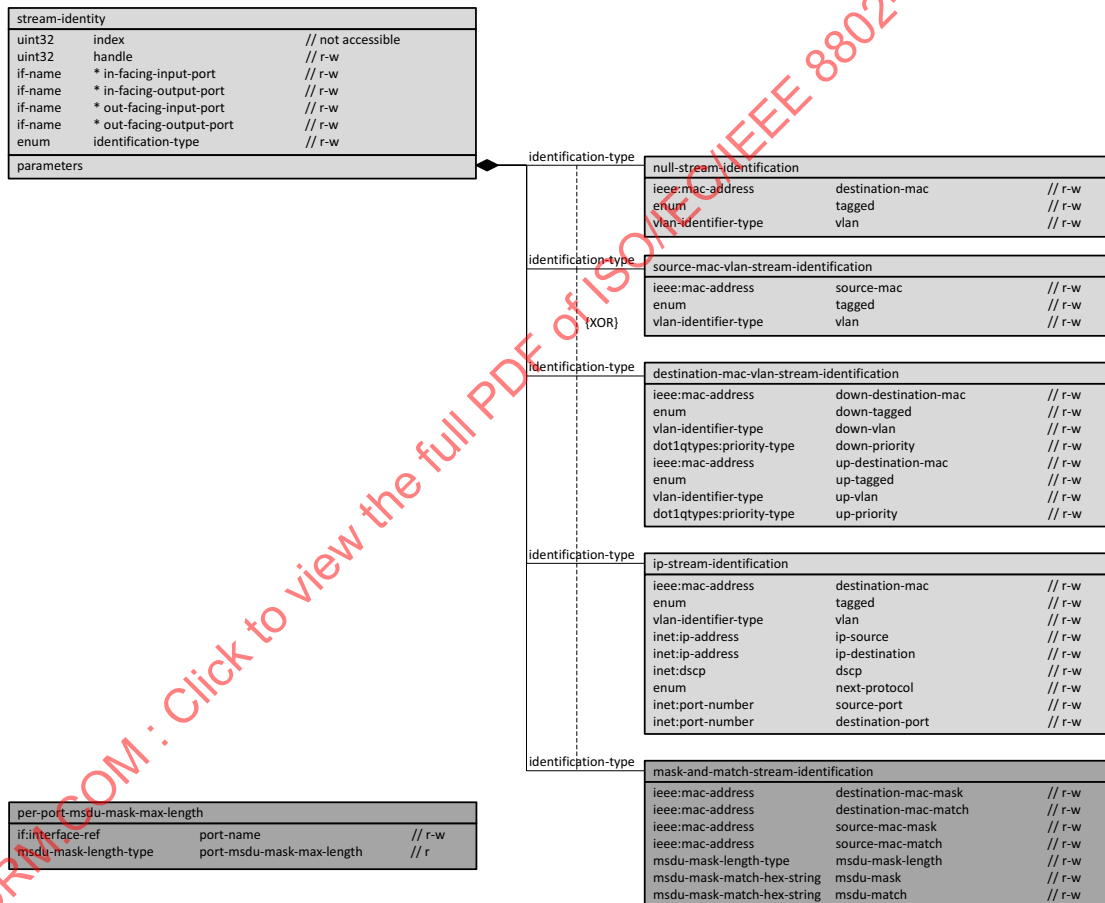 stream-identity
uint32 index // not accessible
uint32 handle // r-w
if-name * in-facing-input-port // r-w
if-name * in-facing-output-port // r-w
if-name * out-facing-input-port // r-w
if-name * out-facing-output-port // r-w
enum identification-type // r-w
parameters
identification-type
null-stream-identification
ieee:mac-address destination-mac // r-w
enum tagged // r-w
vlan-identifier-type vlan // r-w
identification-type
source-mac-vlan-stream-identification
ieee:mac-address source-mac // r-w
enum tagged // r-w
vlan-identifier-type vlan // r-w
{XOR}
identification-type
destination-mac-vlan-stream-identification
ieee:mac-address down-destination-mac // r-w
enum down-tagged // r-w
vlan-identifier-type down-vlan // r-w
dot1qtypes:priority-type down-priority // r-w
ieee:mac-address up-destination-mac // r-w
enum up-tagged // r-w
vlan-identifier-type up-vlan // r-w
dot1qtypes:priority-type up-priority // r-w
identification-type
ip-stream-identification
ieee:mac-address destination-mac // r-w
enum tagged // r-w
vlan-identifier-type vlan // r-w
inet:ip-address ip-source // r-w
inet:ip-address ip-destination // r-w
inet:dscp dscp // r-w
enum next-protocol // r-w
inet:port-number source-port // r-w
inet:port-number destination-port // r-w
identification-type
mask-and-match-stream-identification
ieee:mac-address destination-mac-mask // r-w
ieee:mac-address destination-mac-match // r-w
ieee:mac-address source-mac-mask // r-w
ieee:mac-address source-mac-match // r-w
msdu-mask-length-type msdu-mask-length // r-w
msdu-mask-match-hex-string msdu-mask // r-w
msdu-mask-match-hex-string msdu-match // r-w
per-port-msdu-mask-max-length
if:interface-ref port-name // r-w
msdu-mask-length-type port-msdu-mask-max-length // r
RM.COM : Click to view the full PDF of ISO/IEC/IEEE 8802-